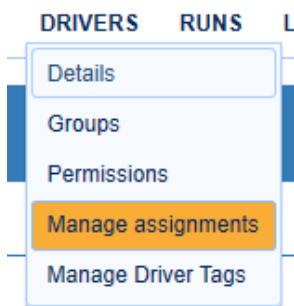 DRIVERS RUNS
Details
Groups
Permissions
Manage assignments
Manage Driver Tags